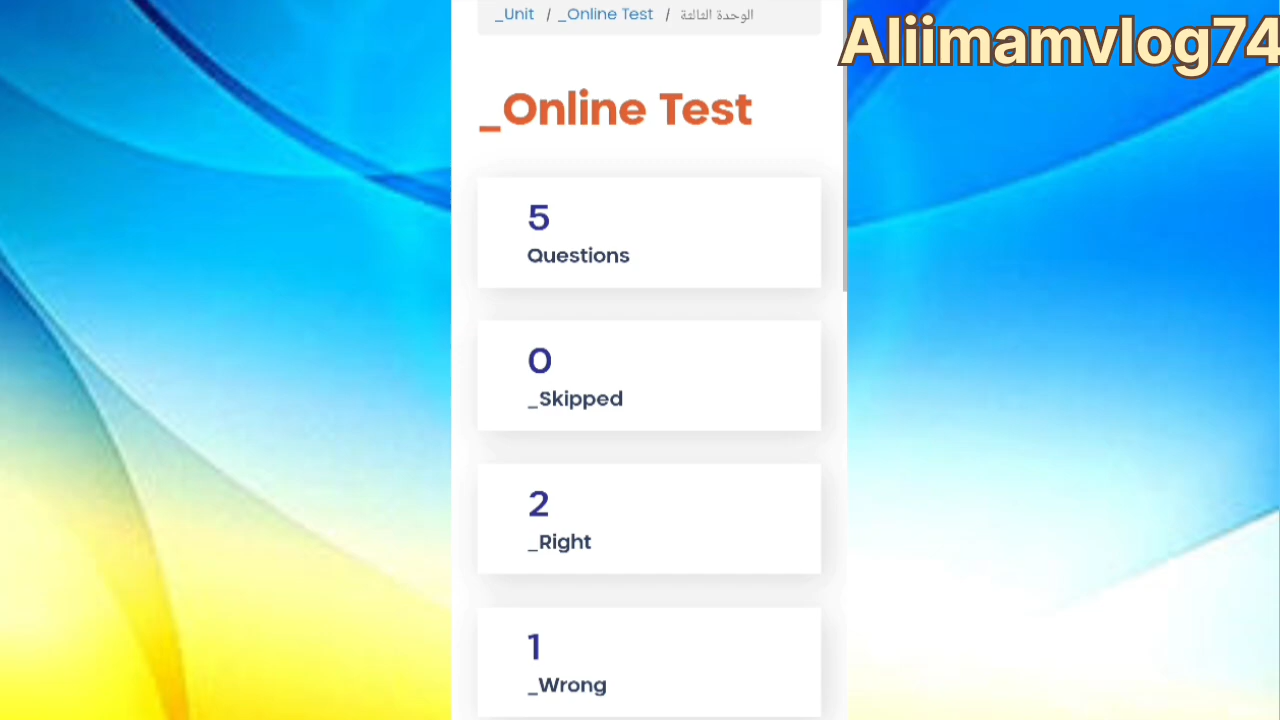 _Unit / _Online Test / الوحدة الثالثة
Aliimamvlog74
_Online Test
5
Questions
0
_Skipped
2
_Right
1
_Wrong